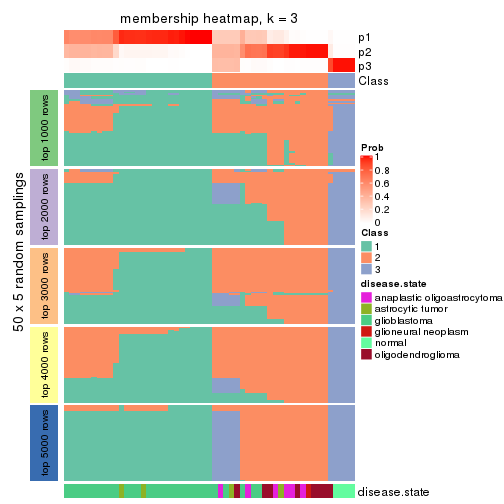 membership heatmap, k = 3
p1
p2
p3
Class
50 x 5 random samplings
top 1000 rows
top 2000 rows
top 3000 rows
top 4000 rows
top 5000 rows
Prob
1
0.8
0.6
0.4
0.2
0
Class
1
2
3
disease.state
anaplastic oligoastrocytoma
astrocytic tumor
glioblastoma
glioneural neoplasm
normal
oligodendroglioma
disease.state